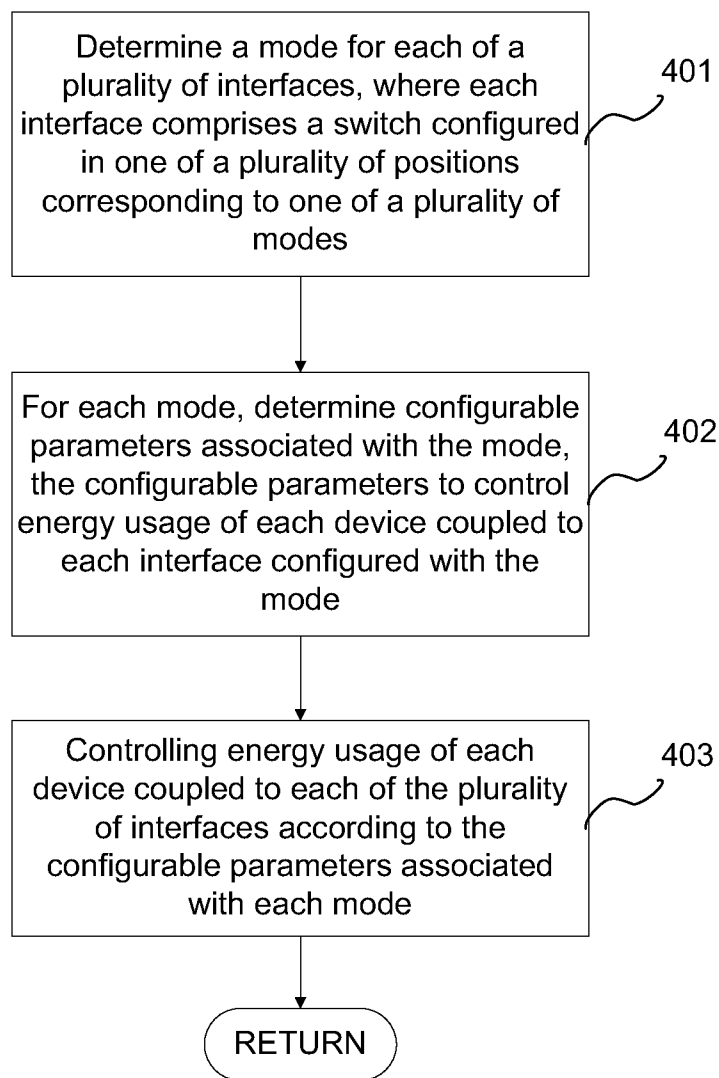 Determine a mode for each of a
plurality of interfaces, where each
interface comprises a switch configured
in one of a plurality of positions
corresponding to one of a plurality of
modes
401
For each mode, determine configurable
parameters associated with the mode,
the configurable parameters to control
energy usage of each device coupled to
each interface configured with the
mode
402
Controlling energy usage of each
device coupled to each of the plurality
of interfaces according to the
configurable parameters associated
with each mode
403
RETURN